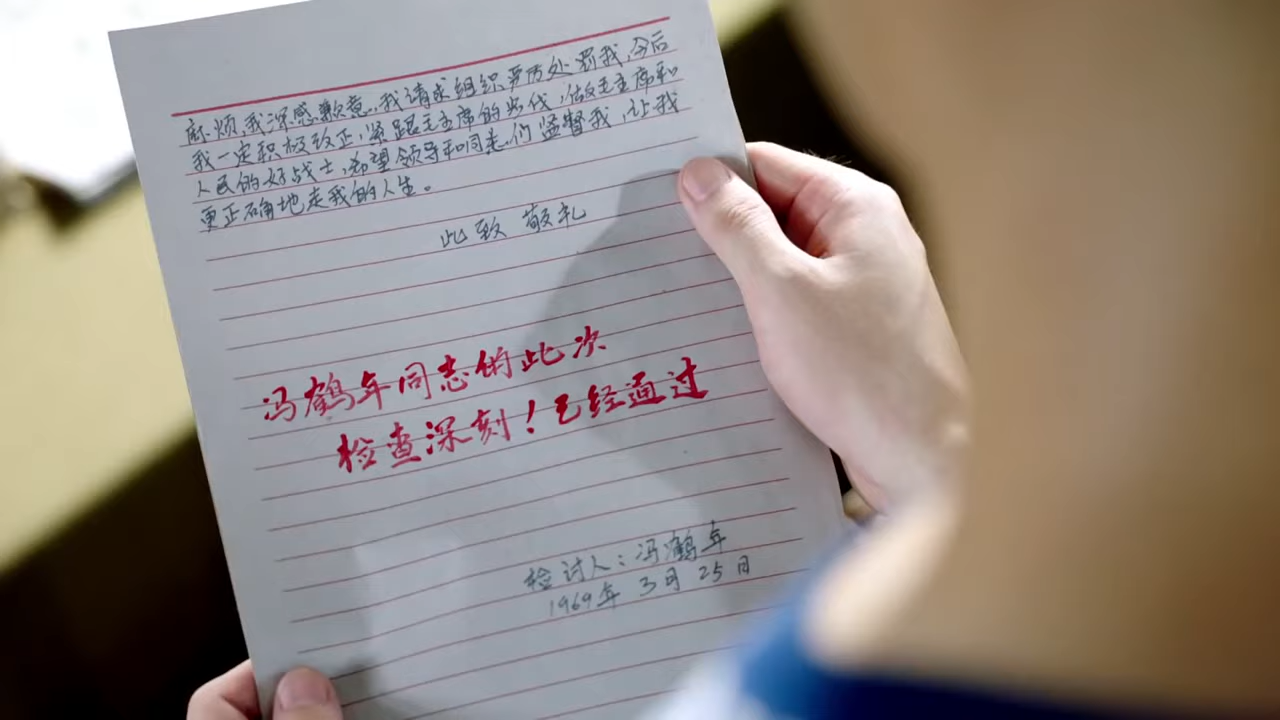 麻烦，我深感歉意，我请求组织严厉处罚我，今后
我一定积极改正，紧跟毛主席的步伐，做毛主席和
人民的好战士，希望领导和同志们监督我，让我
更正确地走我的人生。
此致 敬礼
冯鹤年同志的此次
检查深刻！已经通过
检讨人：冯鹤年
1969年 3月 25日